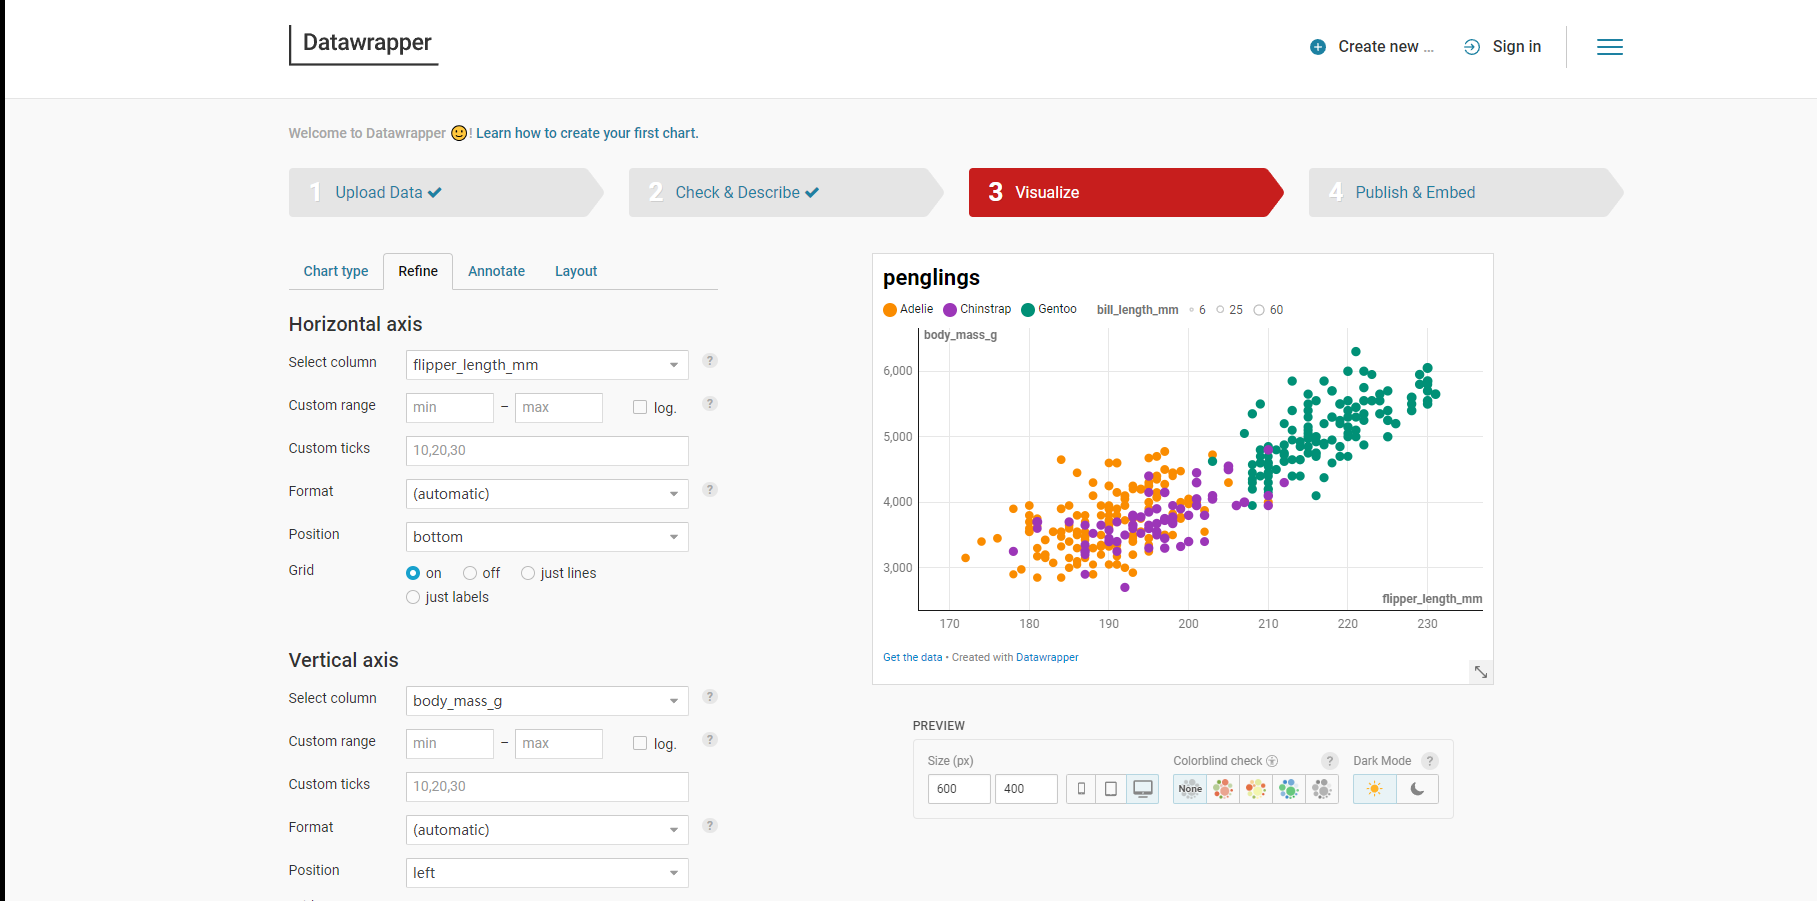 Datawrapper
Create new ...
Sign in
Welcome to Datawrapper 🙂! Learn how to create your first chart.
1 Upload Data ✔
2 Check & Describe ✔
3 Visualize
4 Publish & Embed
Chart type
Refine
Annotate
Layout
Horizontal axis
Select column
flipper_length_mm
?
Custom range
min
–
max
log.
?
Custom ticks
10,20,30
Format
(automatic)
?
Position
bottom
Grid
on
off
just lines
just labels
Vertical axis
Select column
body_mass_g
?
Custom range
min
–
max
log.
?
Custom ticks
10,20,30
Format
(automatic)
?
Position
left
penglings
Adelie
Chinstrap
Gentoo
bill_length_mm
6
25
60
body_mass_g
6,000
5,000
4,000
3,000
flipper_length_mm
170
180
190
200
210
220
230
Get the data • Created with Datawrapper
PREVIEW
Size (px)
600
400
Colorblind check
?
None
Dark Mode
?